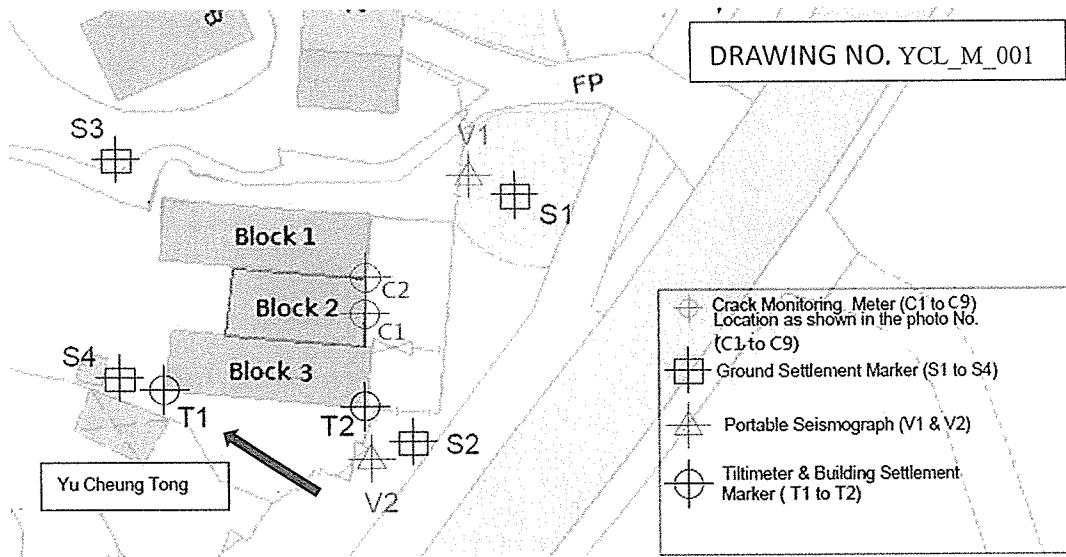 DRAWING NO. YCL_M_001
FP
S3
V1
S1
Block 1
C2
Block 2
C1
Block 3
S4
T1
T2
S2
V2
Yu Cheung Tong
Crack Monitoring Meter (C1 to C9)
Location as shown in the photo No.
(C1 to C9)
Ground Settlement Marker (S1 to S4)
Portable Seismograph (V1 & V2)
Tiltimeter & Building Settlement
Marker ( T1 to T2)